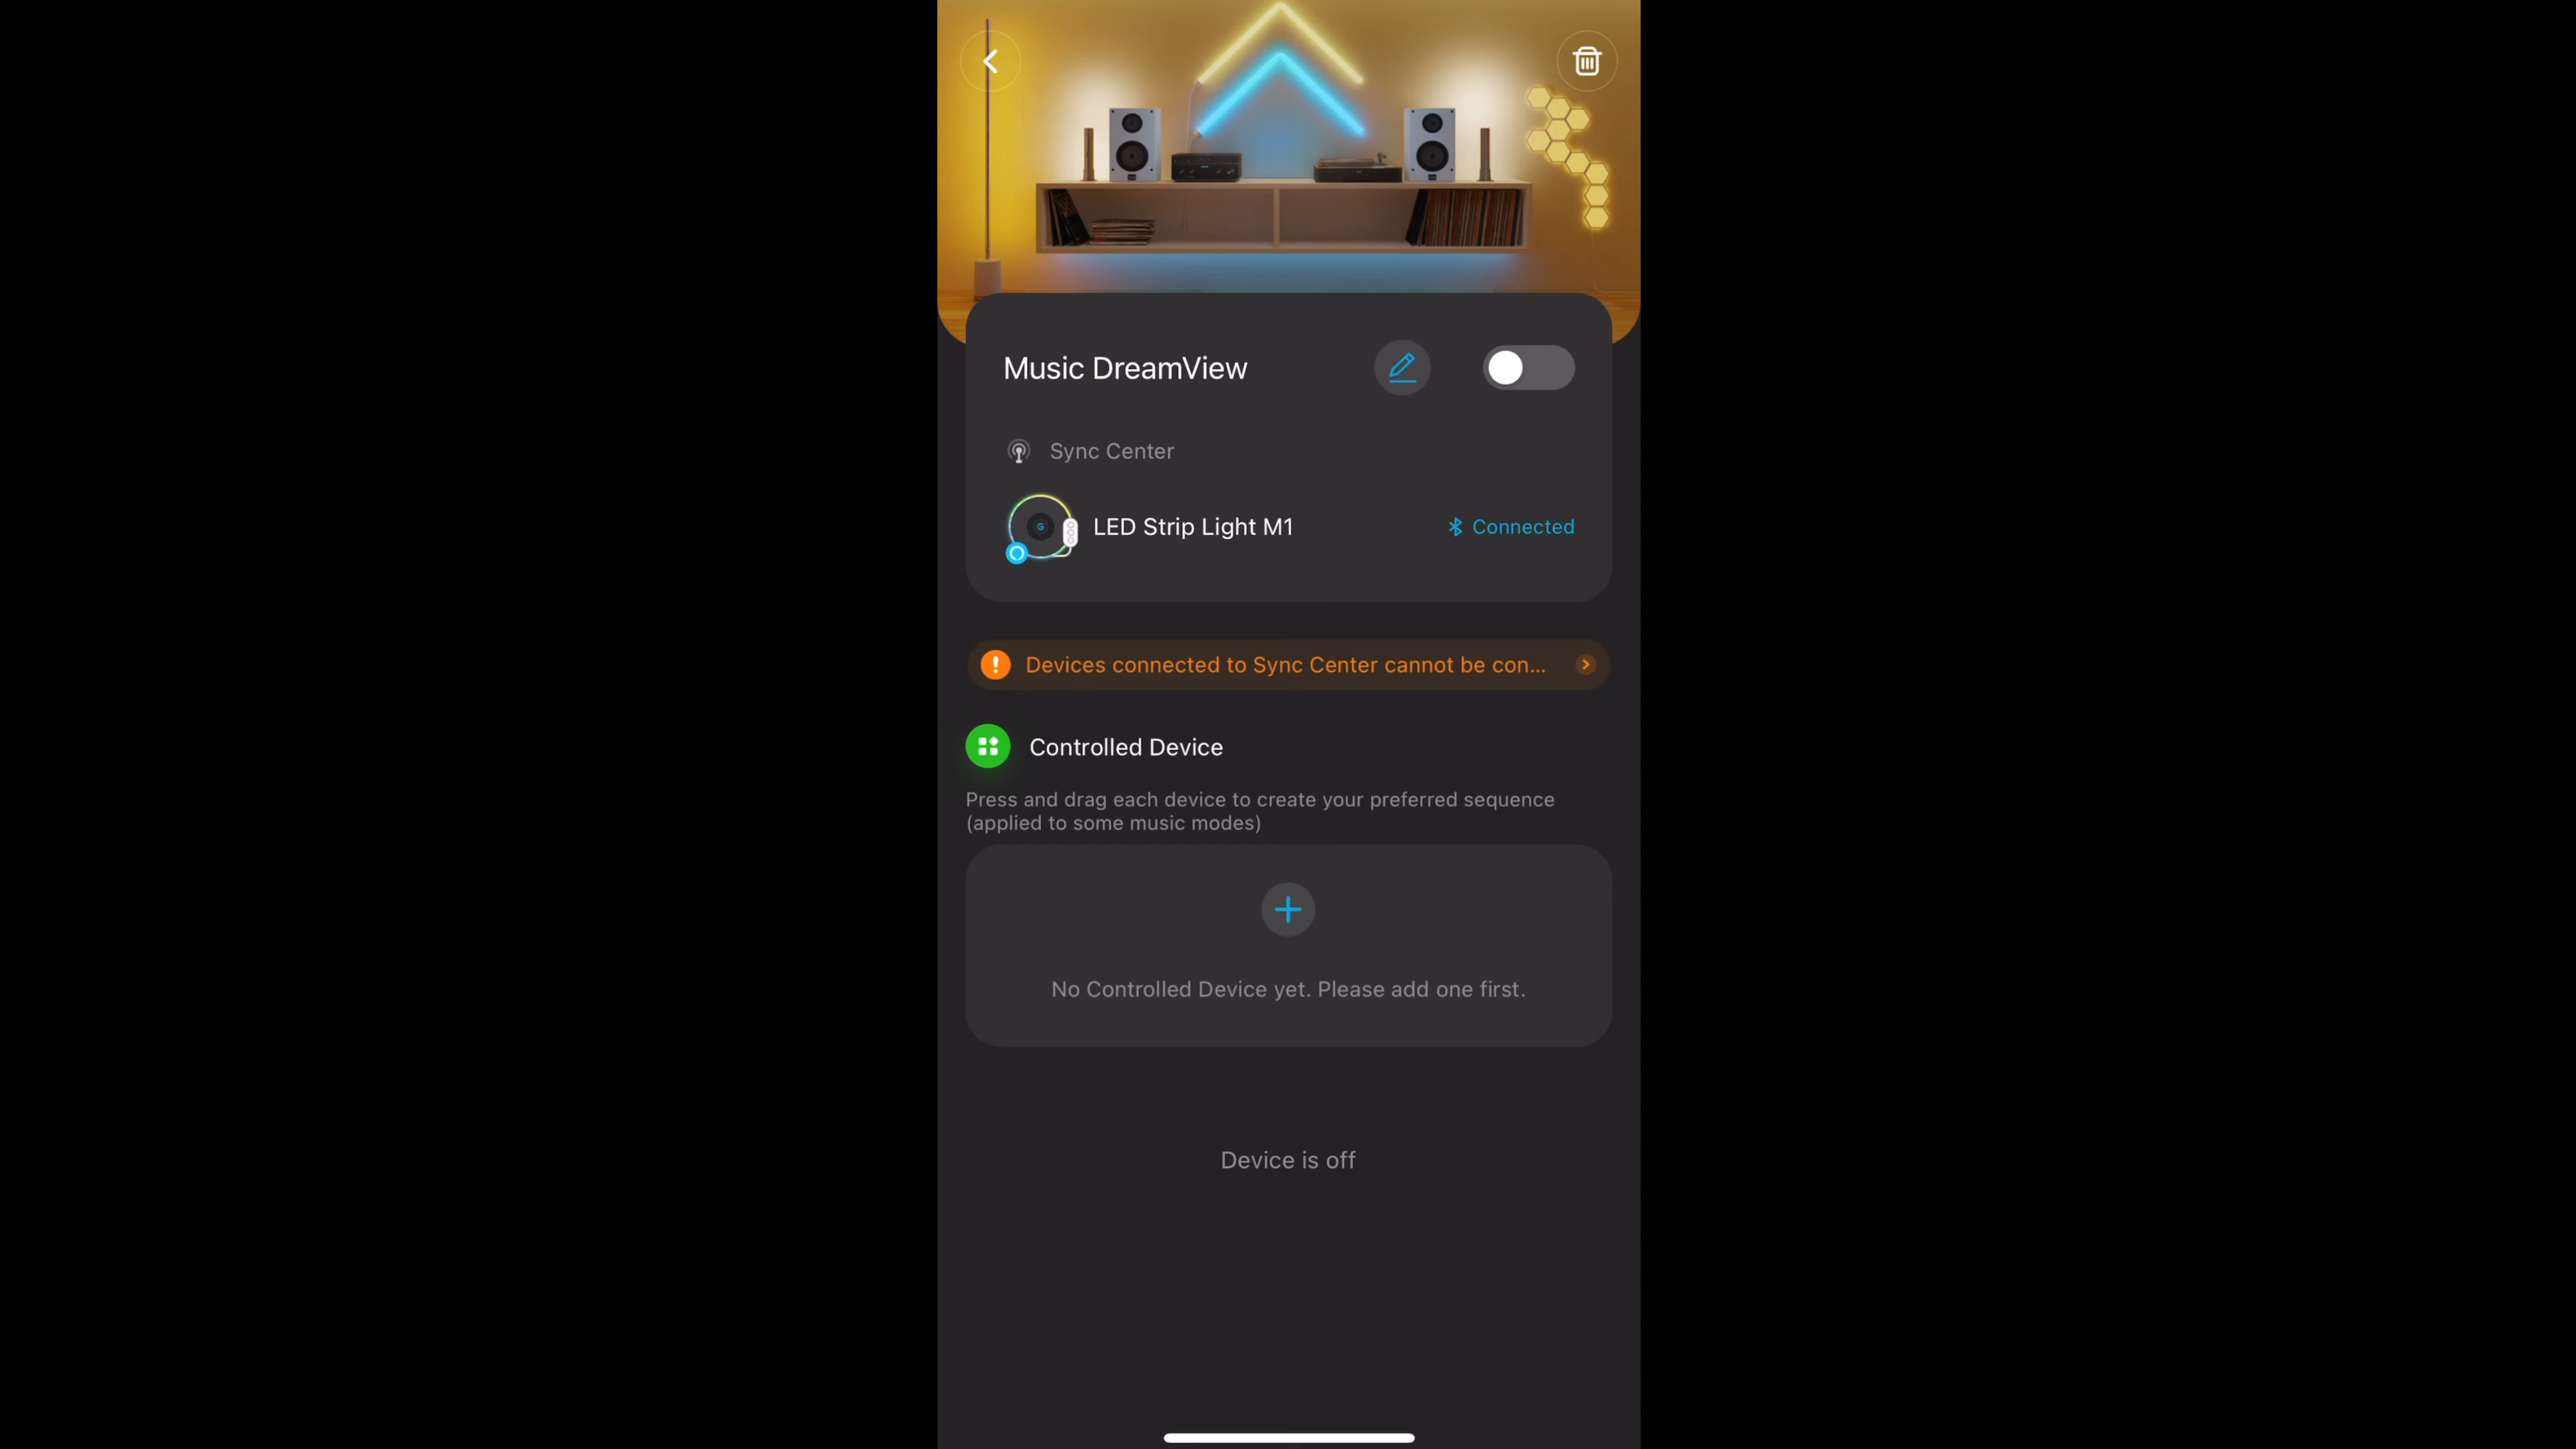 Music DreamView
Sync Center
LED Strip Light M1
Connected
Devices connected to Sync Center cannot be con...
Controlled Device
Press and drag each device to create your preferred sequence
(applied to some music modes)
No Controlled Device yet. Please add one first.
Device is off